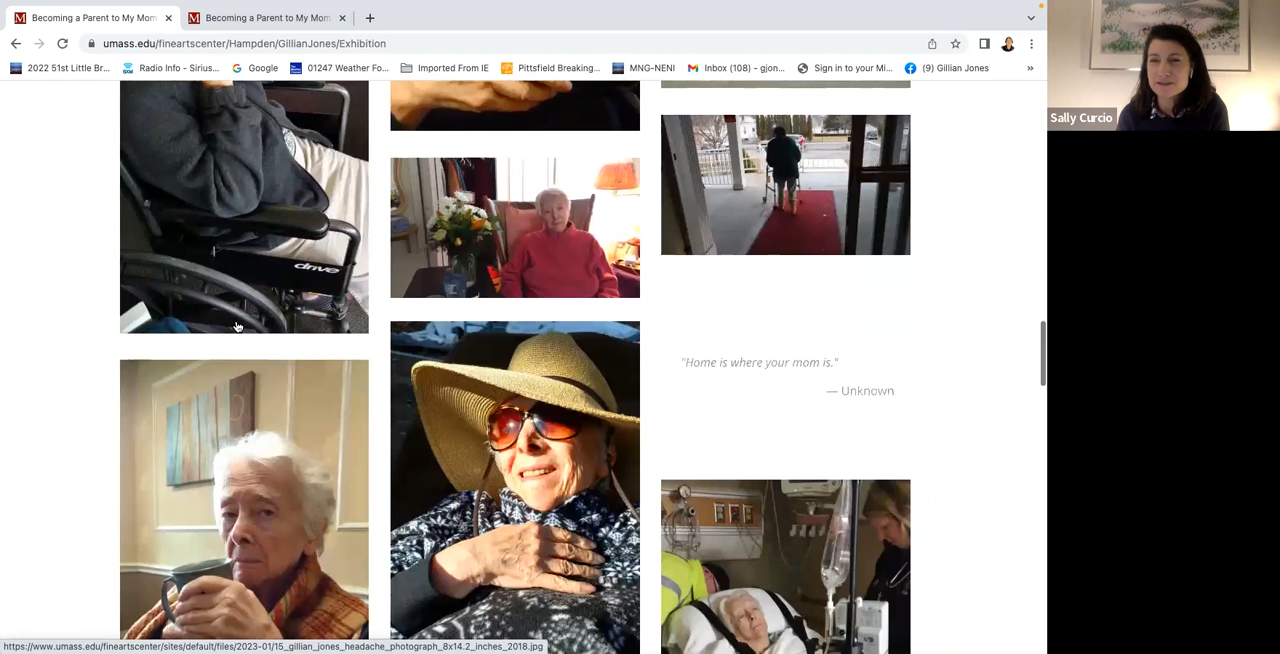 Becoming a Parent to My Mom
Becoming a Parent to My Mom
umass.edu/fineartscenter/Hampden/GillianJones/Exhibition
2022 51st Little Br...
Radio Info - Sirius...
Google
01247 Weather Fo...
Imported From IE
Pittsfield Breaking...
MNG-NENI
Inbox (108) - gjon...
Sign in to your Mi...
(9) Gillian Jones
»
Sally Curcio
drive
"Home is where your mom is."
— Unknown
https://www.umass.edu/fineartscenter/sites/default/files/2023-01/15_gillian_jones_headache_photograph_8x14.2_inches_2018.jpg